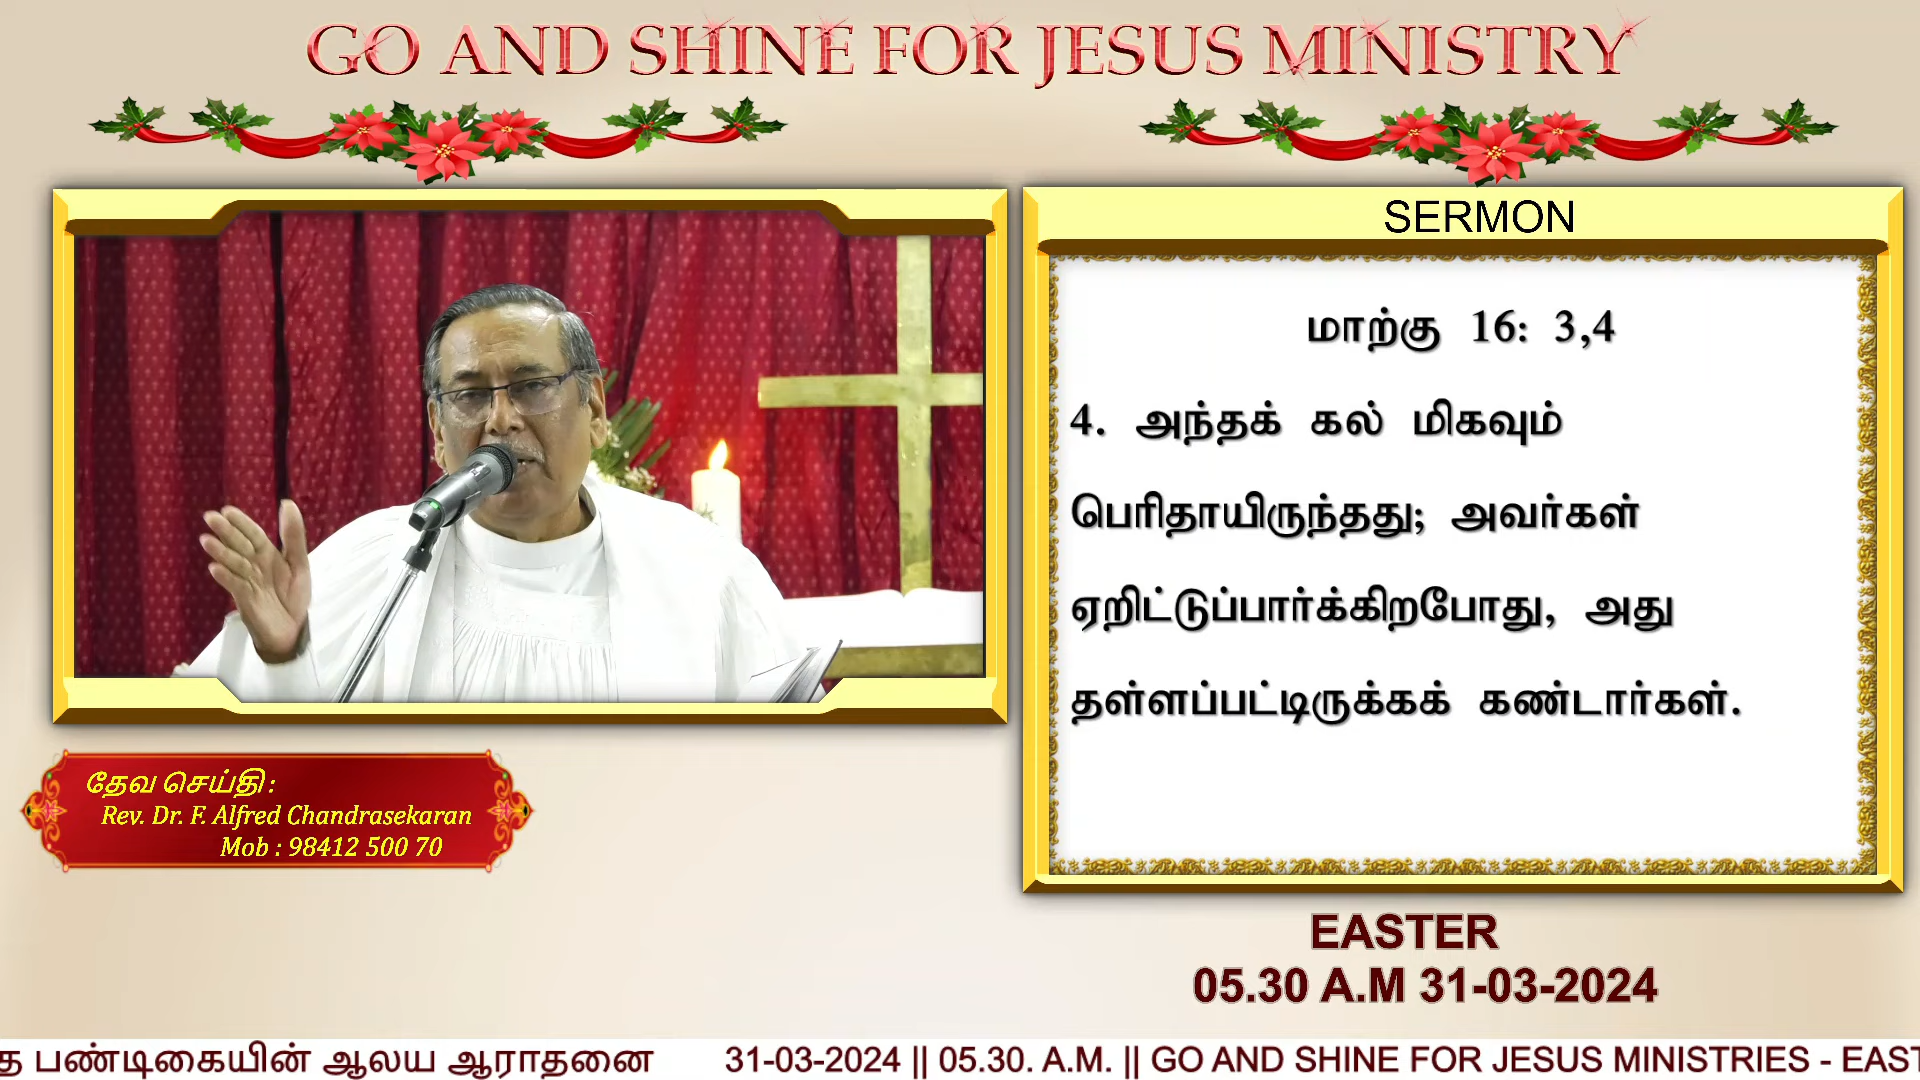 GO AND SHINE FOR JESUS MINISTRY
SERMON
மாற்கு 16: 3,4
4. அந்தக் கல் மிகவும்
பெரிதாயிருந்தது; அவர்கள்
ஏறிட்டுப்பார்க்கிறபோது, அது
தள்ளப்பட்டிருக்கக் கண்டார்கள்.
தேவ செய்தி:
Rev. Dr. F. Alfred Chandrasekaran
Mob : 98412 500 70
EASTER
05.30 A.M 31-03-2024
பண்டிகையின் ஆலய ஆராதனை 31-03-2024 || 05.30. A.M. || GO AND SHINE FOR JESUS MINISTRIES -